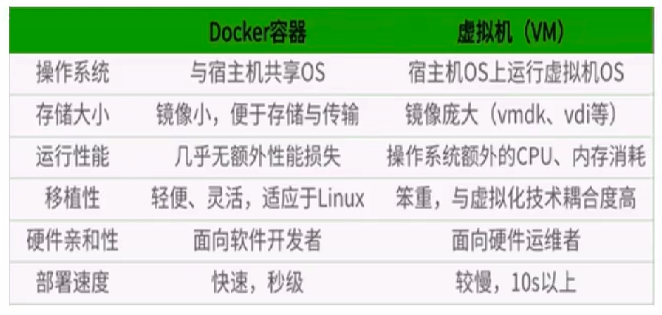 Docker容器 虚拟机（VM）
操作系统 与宿主机共享OS 宿主机OS上运行虚拟机OS
存储大小 镜像小，便于存储与传输 镜像庞大（vmdk、vdi等）
运行性能 几乎无额外性能损失 操作系统额外的CPU、内存消耗
移植性 轻便、灵活，适应于Linux 笨重，与虚拟化技术耦合度高
硬件亲和性 面向软件开发者 面向硬件运维者
部署速度 快速，秒级 较慢，10s以上